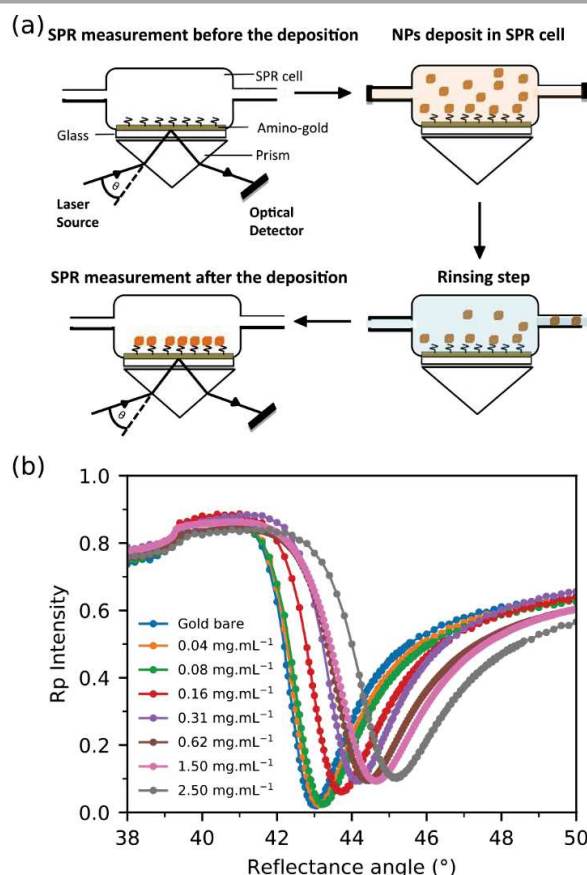 (a)
SPR measurement before the deposition
NPs deposit in SPR cell
SPR cell
Glass
Amino-gold
Prism
θ
Laser
Source
Optical
Detector
SPR measurement after the deposition
Rinsing step
θ
(b)
1.0
0.8
0.6
0.4
0.2
0.0
Rp Intensity
Gold bare
0.04 mg.mL⁻¹
0.08 mg.mL⁻¹
0.16 mg.mL⁻¹
0.31 mg.mL⁻¹
0.62 mg.mL⁻¹
1.50 mg.mL⁻¹
2.50 mg.mL⁻¹
38 40 42 44 46 48 50
Reflectance angle (°)